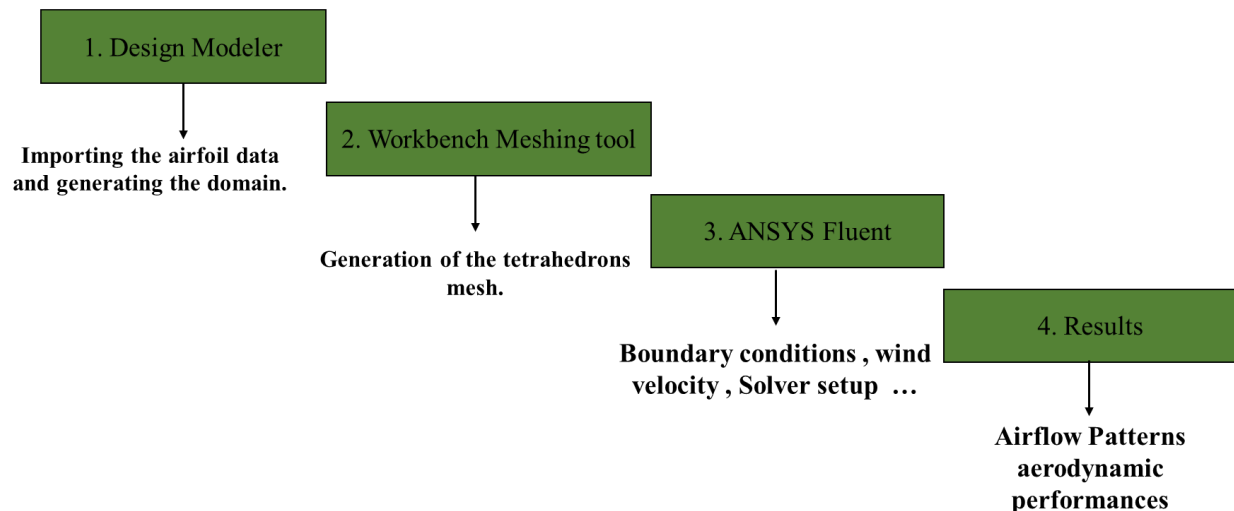 1. Design Modeler
Importing the airfoil data
and generating the domain.
2. Workbench Meshing tool
Generation of the tetrahedrons
mesh.
3. ANSYS Fluent
Boundary conditions , wind
velocity , Solver setup …
4. Results
Airflow Patterns
aerodynamic
performances